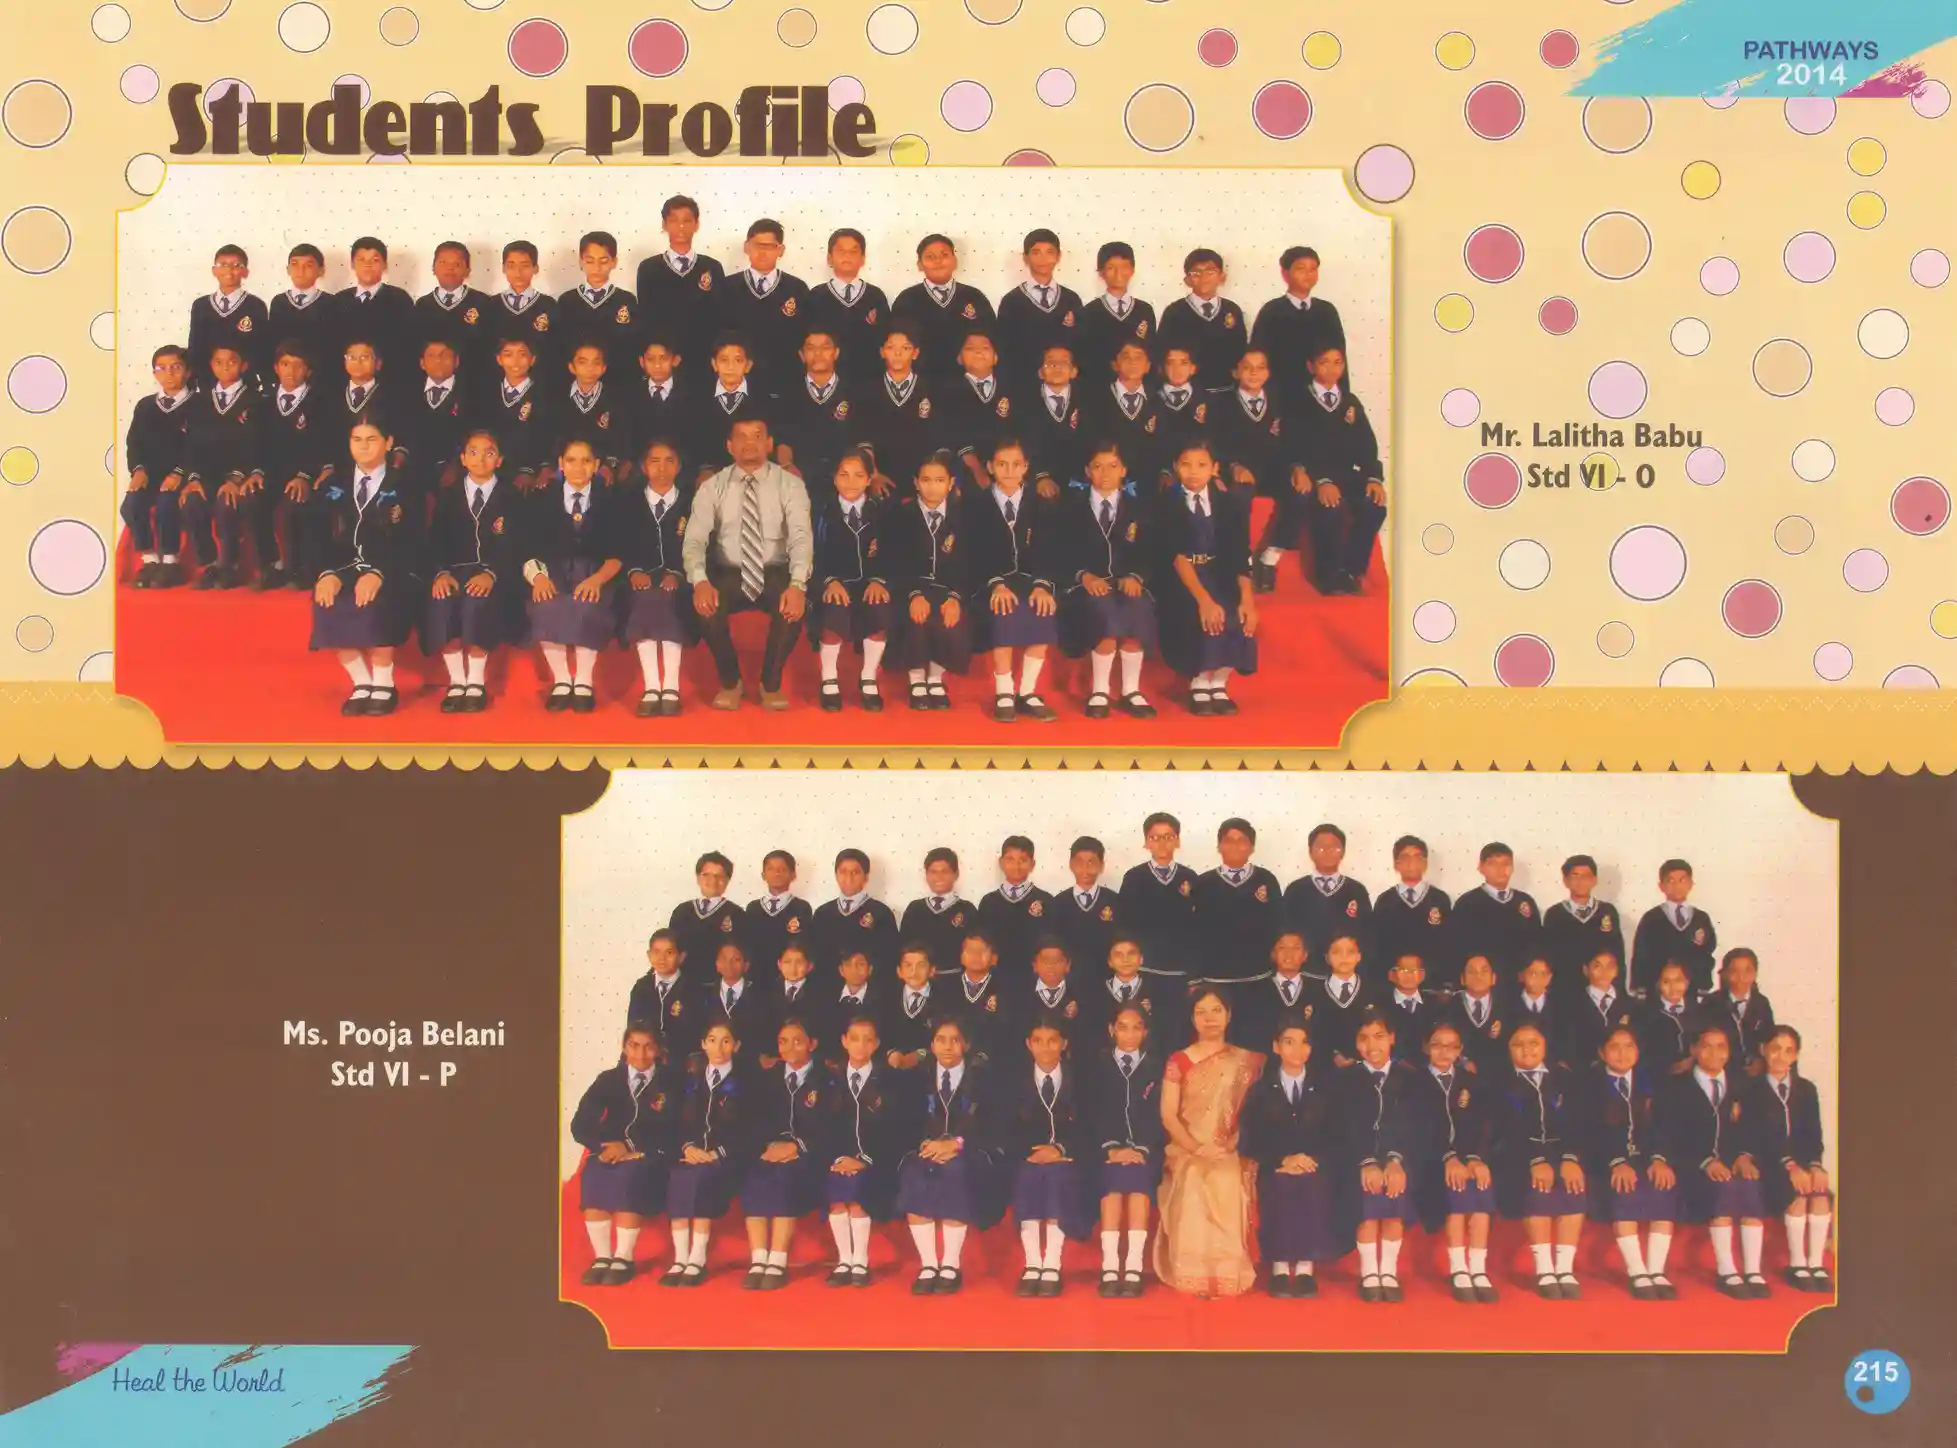 PATHWAYS
2014
Students Profile
Mr. Lalitha Babu
Std VI - O
Ms. Pooja Belani
Std VI - P
Heal the World
215